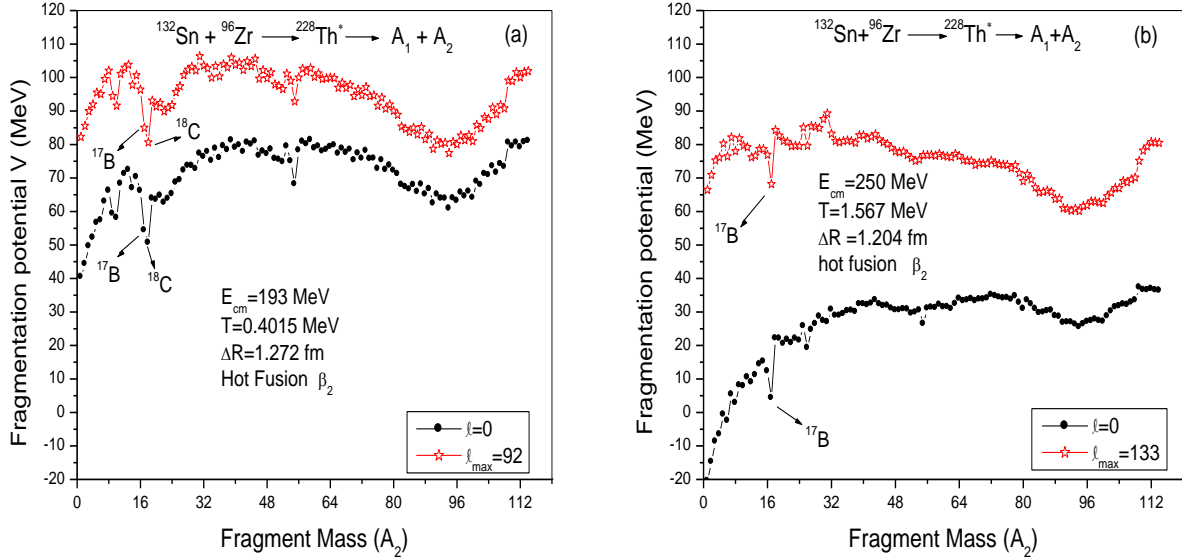 ¹³²Sn + ⁹⁶Zr ⟶ ²²⁸Th* ⟶ A₁ + A₂
(a)
Fragmentation potential V (MeV)
120
110
100
90
80
70
60
50
40
30
20
10
0
-10
-20
¹⁷B
¹⁸C
¹⁷B
¹⁸C
E_cm=193 MeV
T=0.4015 MeV
ΔR=1.272 fm
Hot Fusion β₂
ℓ=0
ℓ_max=92
0 16 32 48 64 80 96 112
Fragment Mass (A₂)
¹³²Sn+⁹⁶Zr ⟶ ²²⁸Th* ⟶ A₁+A₂
(b)
Fragmentation potential (MeV)
120
110
100
90
80
70
60
50
40
30
20
10
0
-10
-20
¹⁷B
E_cm=250 MeV
T=1.567 MeV
ΔR =1.204 fm
hot fusion β₂
¹⁷B
ℓ=0
ℓ_max=133
0 16 32 48 64 80 96 112
Fragment Mass (A₂)